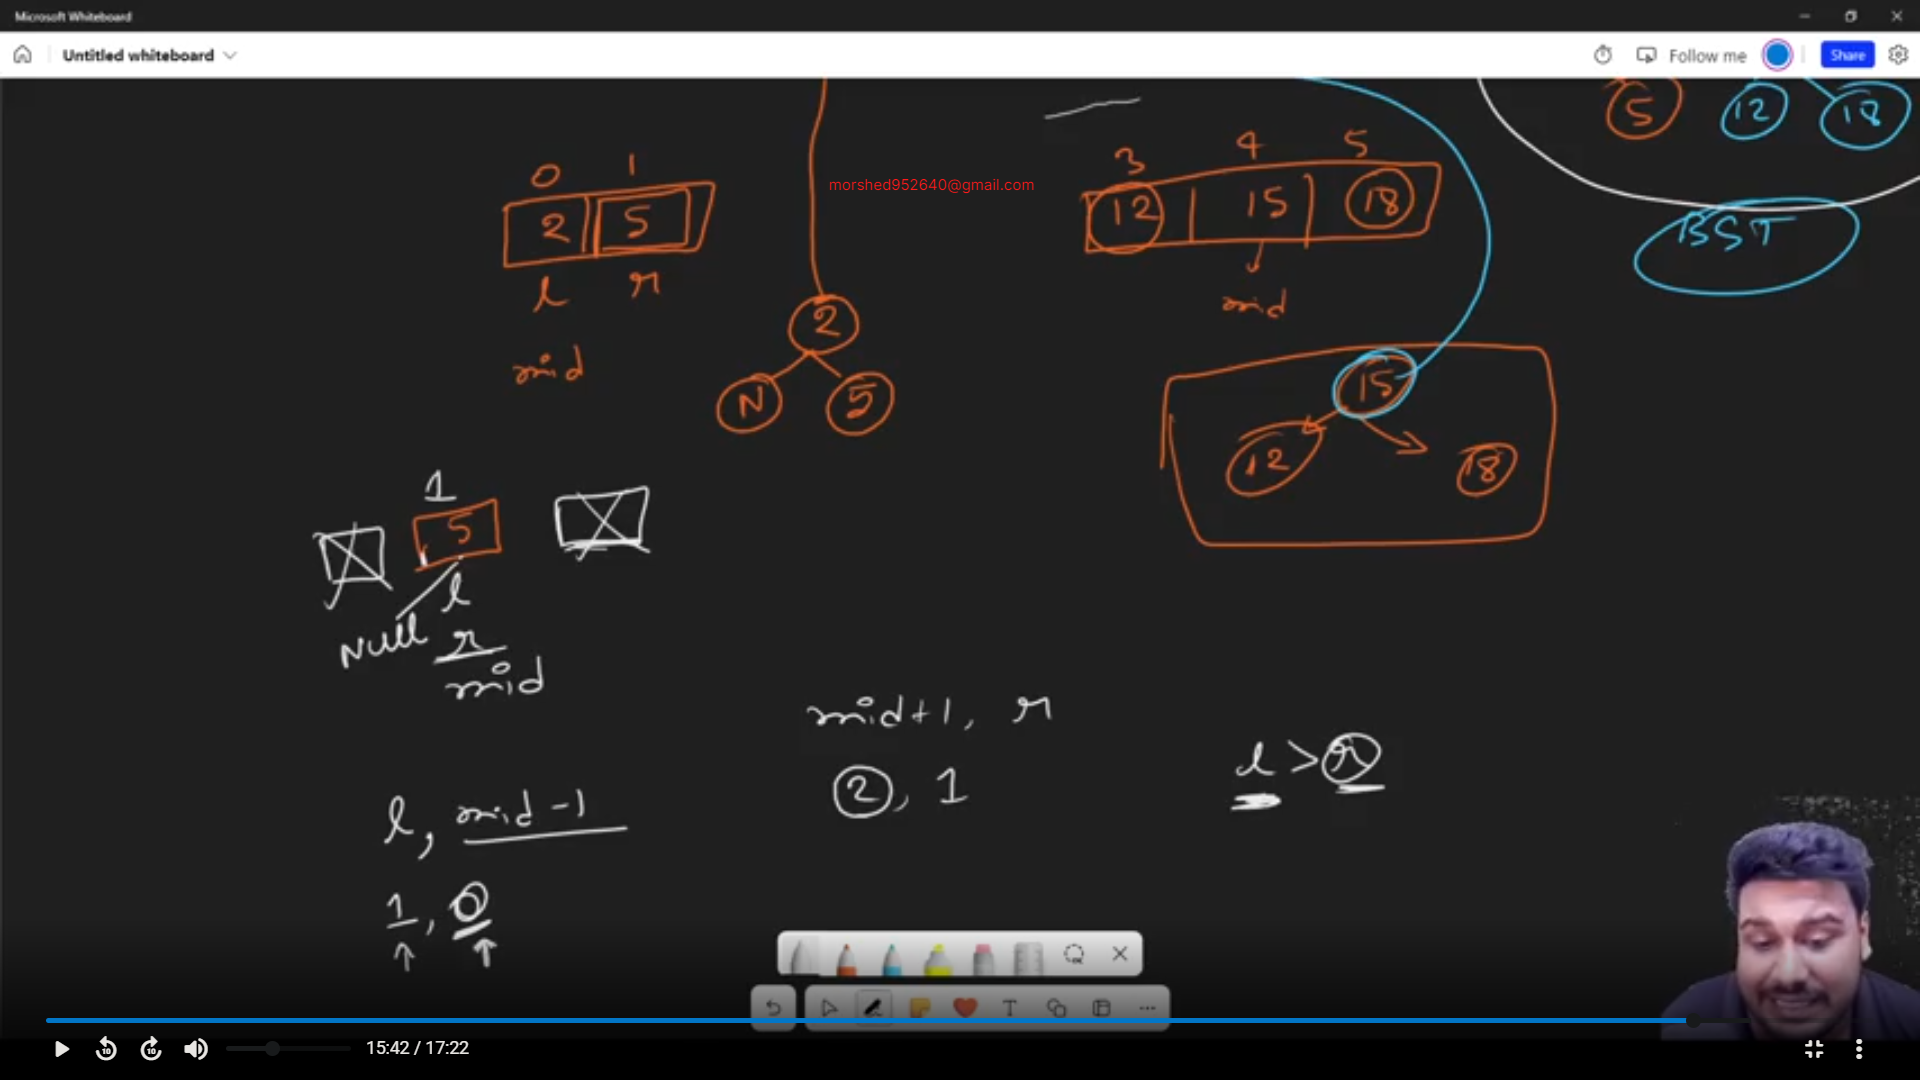 Microsoft Whiteboard
Untitled whiteboard
Follow me
Share
5 12 18
3 4 5
0 1
morshed952640@gmail.com
12 15 18
2 5
BST
l r
mid
2
mid
15
N 5
12 18
1
5
l
Null
r
mid
mid+1, r
l > r
2, 1
l, mid-1
1, 0
10 10
15:42 / 17:22